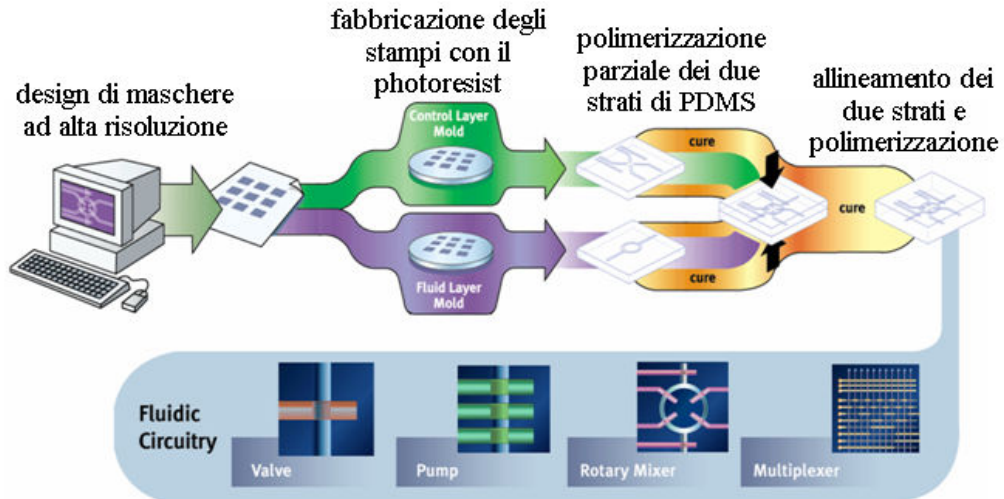 design di maschere
ad alta risoluzione
fabbricazione degli
stampi con il
photoresist
polimerizzazione
parziale dei due
strati di PDMS
allineamento dei
due strati e
polimerizzazione
Control Layer
Mold
cure
cure
Fluid Layer
Mold
cure
Fluidic
Circuitry
Valve
Pump
Rotary Mixer
Multiplexer